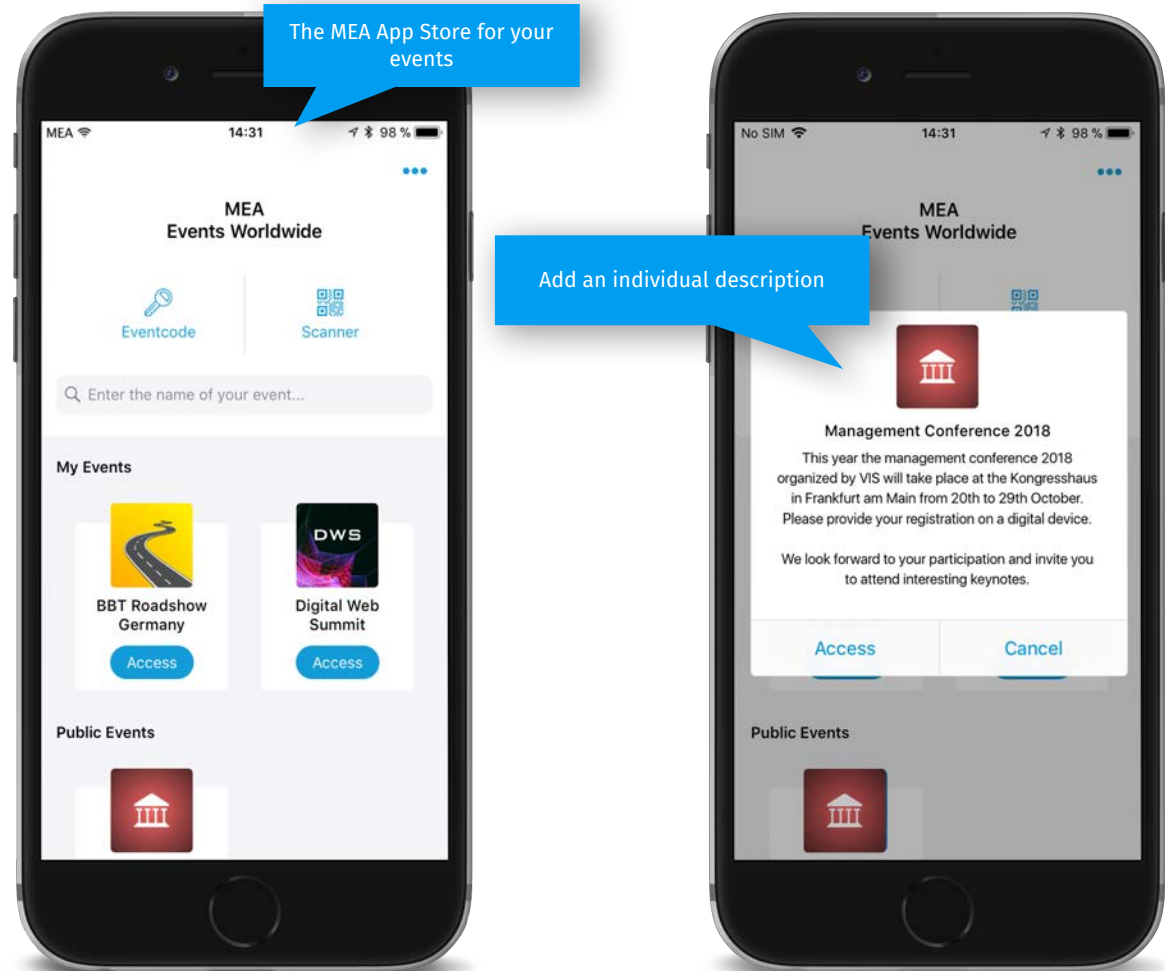 The MEA App Store for your
events
MEA
14:31
98 %
MEA
Events Worldwide
Eventcode
Scanner
Enter the name of your event...
My Events
DWS
BBT Roadshow
Germany
Access
Digital Web
Summit
Access
Public Events
No SIM
14:31
98 %
MEA
Events Worldwide
Add an individual description
Management Conference 2018
This year the management conference 2018
organized by VIS will take place at the Kongresshaus
in Frankfurt am Main from 20th to 29th October.
Please provide your registration on a digital device.
We look forward to your participation and invite you
to attend interesting keynotes.
Access
Cancel
Public Events